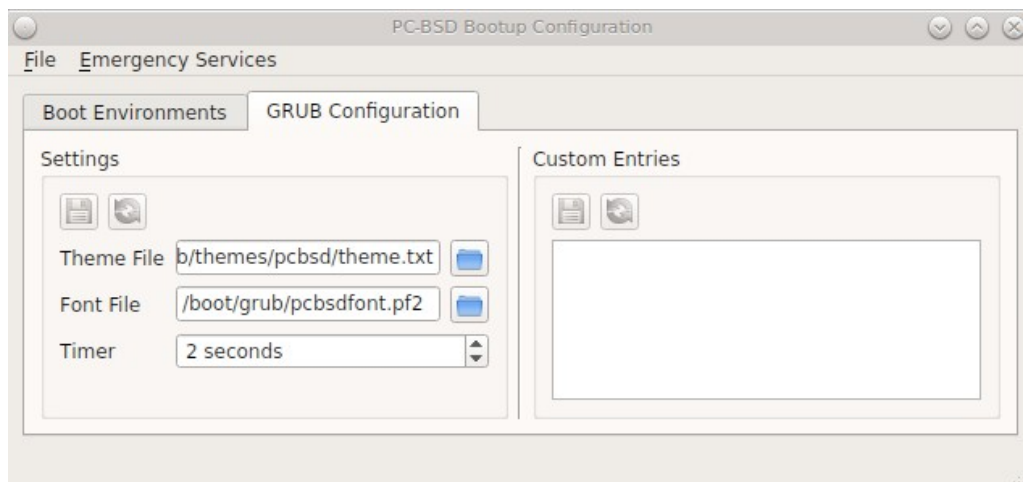 PC-BSD Bootup Configuration
File Emergency Services
Boot Environments GRUB Configuration
Settings
Custom Entries
Theme File b/themes/pcbsd/theme.txt
Font File /boot/grub/pcbsdfont.pf2
Timer 2 seconds